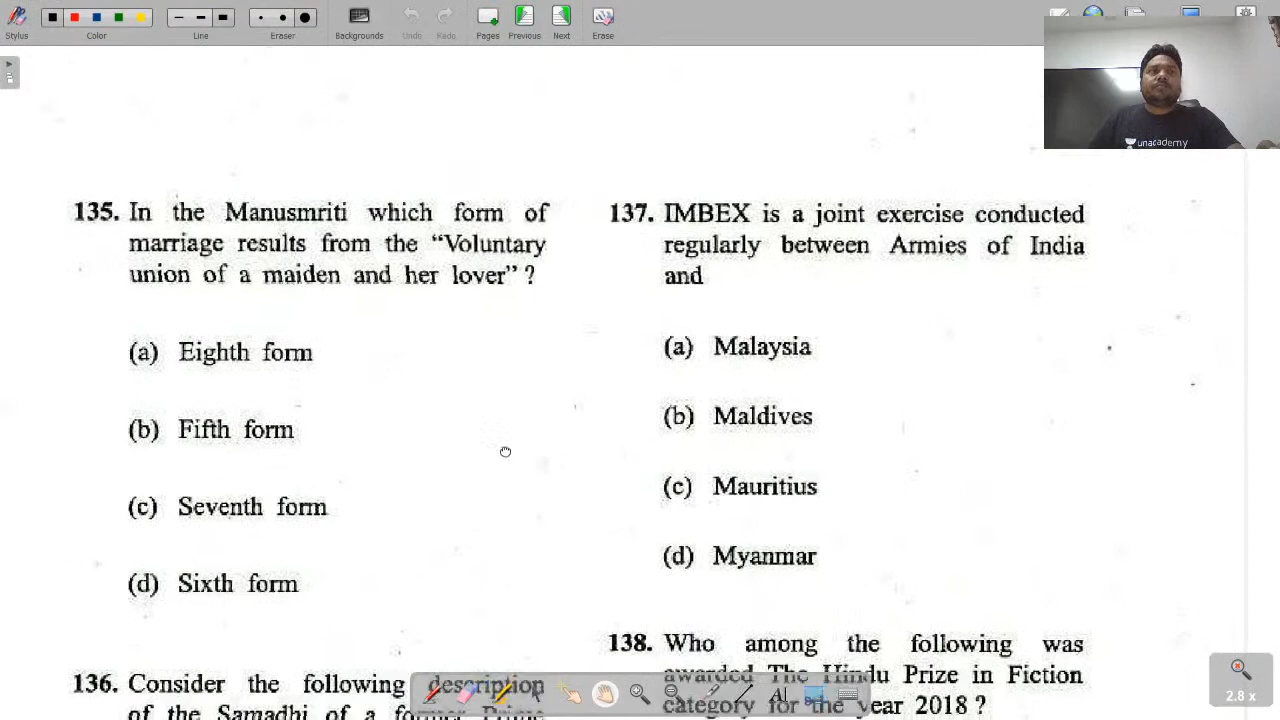 Stylus
Color
Line
Eraser
Backgrounds
Undo
Redo
Pages
Previous
Next
Erase
unacademy
135. In the Manusmriti which form of
marriage results from the “Voluntary
union of a maiden and her lover” ?
(a) Eighth form
(b) Fifth form
(c) Seventh form
(d) Sixth form
136. Consider the following description
of the Samadhi of a former Prime
137. IMBEX is a joint exercise conducted
regularly between Armies of India
and
(a) Malaysia
(b) Maldives
(c) Mauritius
(d) Myanmar
138. Who among the following was
awarded The Hindu Prize in Fiction
category for the year 2018 ?
AI
2.8 x